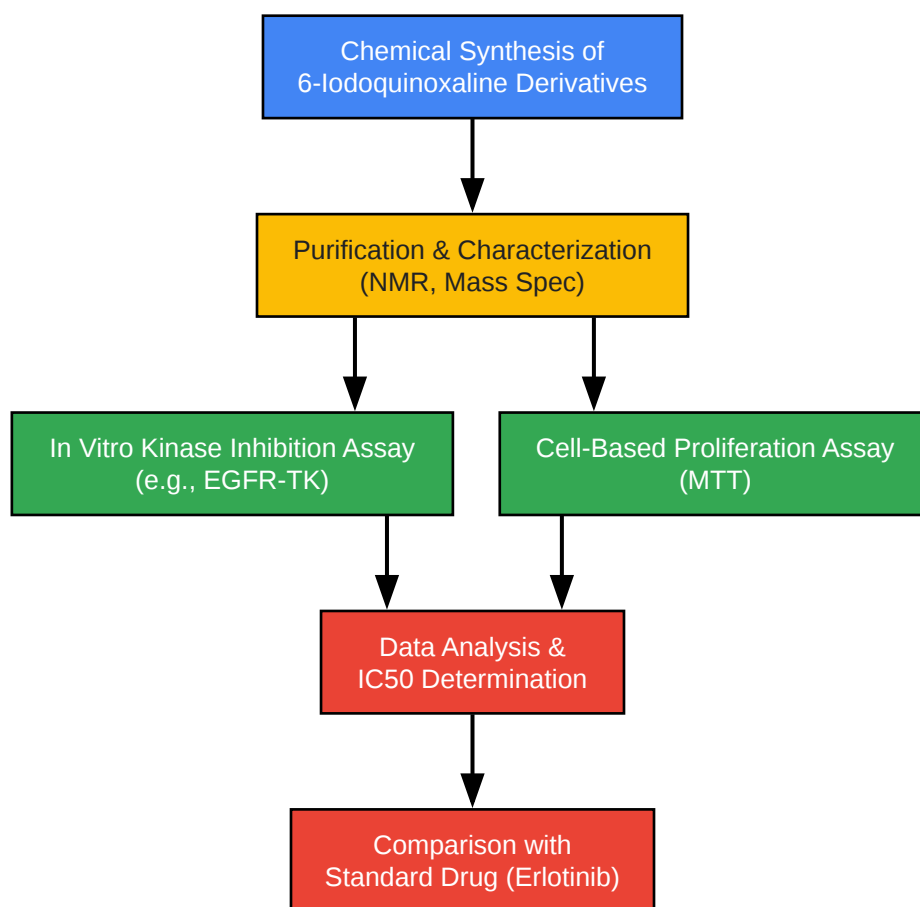 Chemical Synthesis of
6-Iodoquinoxaline Derivatives
Purification & Characterization
(NMR, Mass Spec)
In Vitro Kinase Inhibition Assay
(e.g., EGFR-TK)
Cell-Based Proliferation Assay
(MTT)
Data Analysis &
IC50 Determination
Comparison with
Standard Drug (Erlotinib)